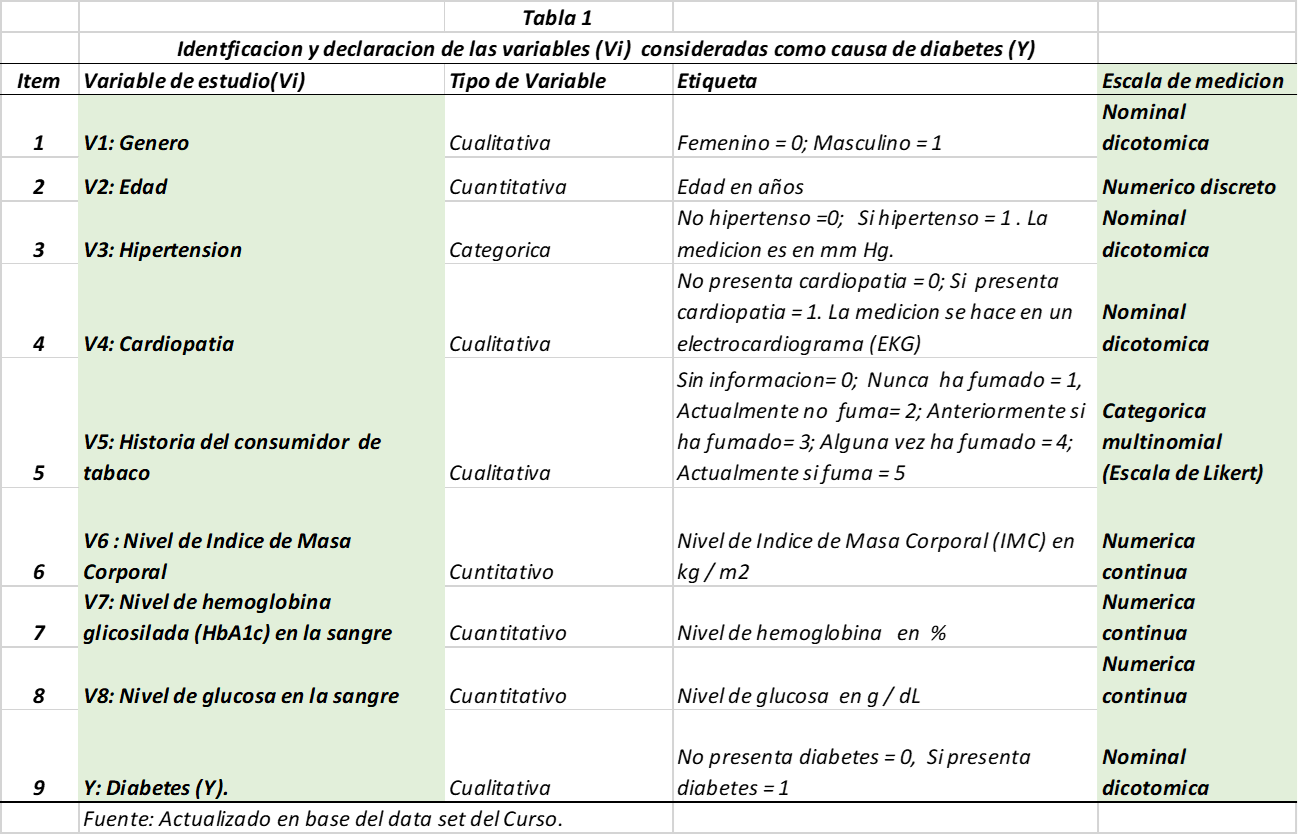 Tabla 1
Identficacion y declaracion de las variables (Vi) consideradas como causa de diabetes (Y)
Item Variable de estudio(Vi) Tipo de Variable Etiqueta Escala de medicion
Nominal
1 V1: Genero Cualitativa Femenino = 0; Masculino = 1 dicotomica
2 V2: Edad Cuantitativa Edad en años Numerico discreto
No hipertenso =0; Si hipertenso = 1 . La Nominal
3 V3: Hipertension Categorica medicion es en mm Hg. dicotomica
No presenta cardiopatia = 0; Si presenta
cardiopatia = 1. La medicion se hace en un Nominal
4 V4: Cardiopatia Cualitativa electrocardiograma (EKG) dicotomica
Sin informacion= 0; Nunca ha fumado = 1,
Actualmente no fuma= 2; Anteriormente si Categorica
V5: Historia del consumidor de ha fumado= 3; Alguna vez ha fumado = 4; multinomial
5 tabaco Cualitativa Actualmente si fuma = 5 (Escala de Likert)
V6 : Nivel de Indice de Masa Nivel de Indice de Masa Corporal (IMC) en Numerica
6 Corporal Cuntitativo kg / m2 continua
V7: Nivel de hemoglobina Numerica
7 glicosilada (HbA1c) en la sangre Cuantitativo Nivel de hemoglobina en % continua
Numerica
8 V8: Nivel de glucosa en la sangre Cuantitativo Nivel de glucosa en g / dL continua
No presenta diabetes = 0, Si presenta Nominal
9 Y: Diabetes (Y). Cualitativa diabetes = 1 dicotomica
Fuente: Actualizado en base del data set del Curso.